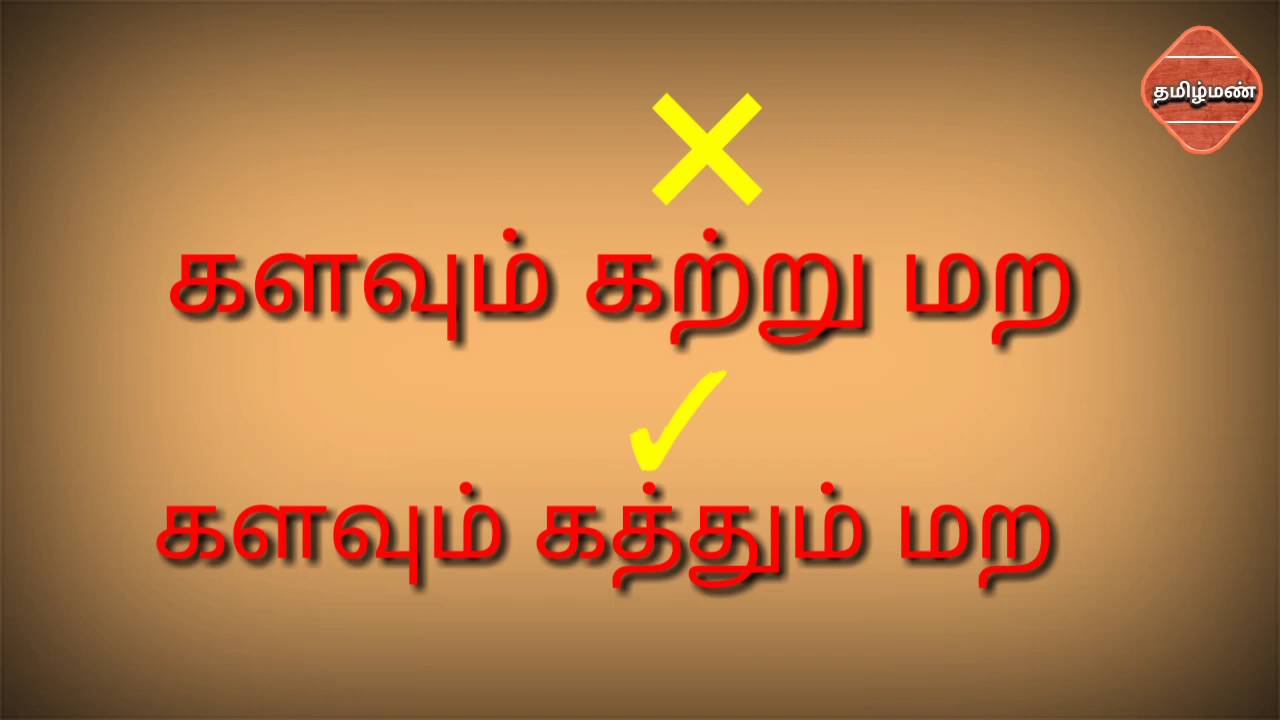 தமிழ்மண்
களவும் கற்று மற
களவும் கத்தும் மற